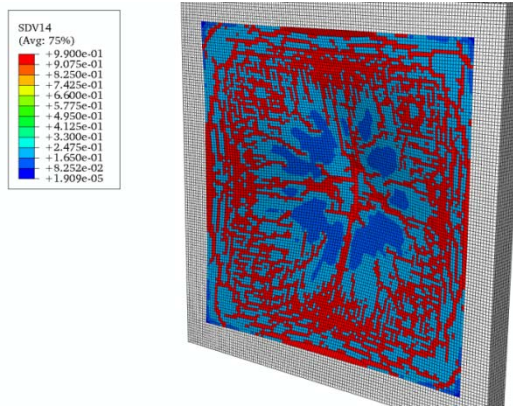 SDV14
(Avg: 75%)
+9.900e-01
+9.075e-01
+8.250e-01
+7.425e-01
+6.600e-01
+5.775e-01
+4.950e-01
+4.125e-01
+3.300e-01
+2.475e-01
+1.650e-01
+8.252e-02
+1.909e-05